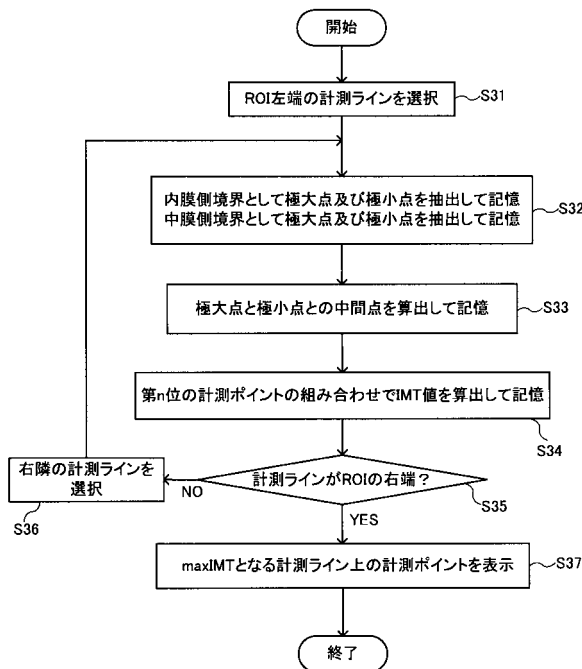 開始
ROI左端の計測ラインを選択
S31
内膜側境界として極大点及び極小点を抽出して記憶
中膜側境界として極大点及び極小点を抽出して記憶
S32
極大点と極小点との中間点を算出して記憶
S33
第n位の計測ポイントの組み合わせでIMT値を算出して記憶
S34
右隣の計測ラインを
選択
S36
NO
計測ラインがROIの右端？
S35
YES
maxIMTとなる計測ライン上の計測ポイントを表示
S37
終了